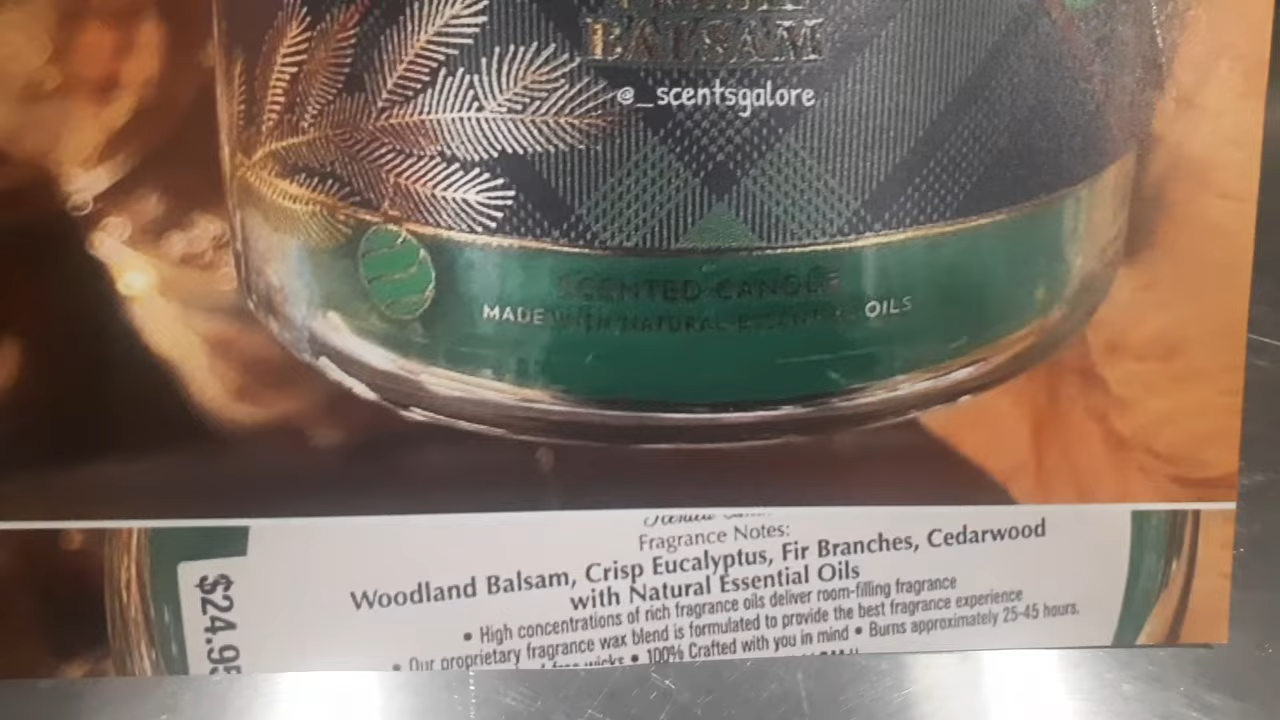 BALSAM
@_scentsgalore
SCENTED CANDLE
MADE WITH NATURAL ESSENTIAL OILS
Fragrance Notes:
Woodland Balsam, Crisp Eucalyptus, Fir Branches, Cedarwood
with Natural Essential Oils
• High concentrations of rich fragrance oils deliver room-filling fragrance
• Our proprietary fragrance wax blend is formulated to provide the best fragrance experience
wicks • 100% Crafted with you in mind • Burns approximately 25-45 hours.
$24.95